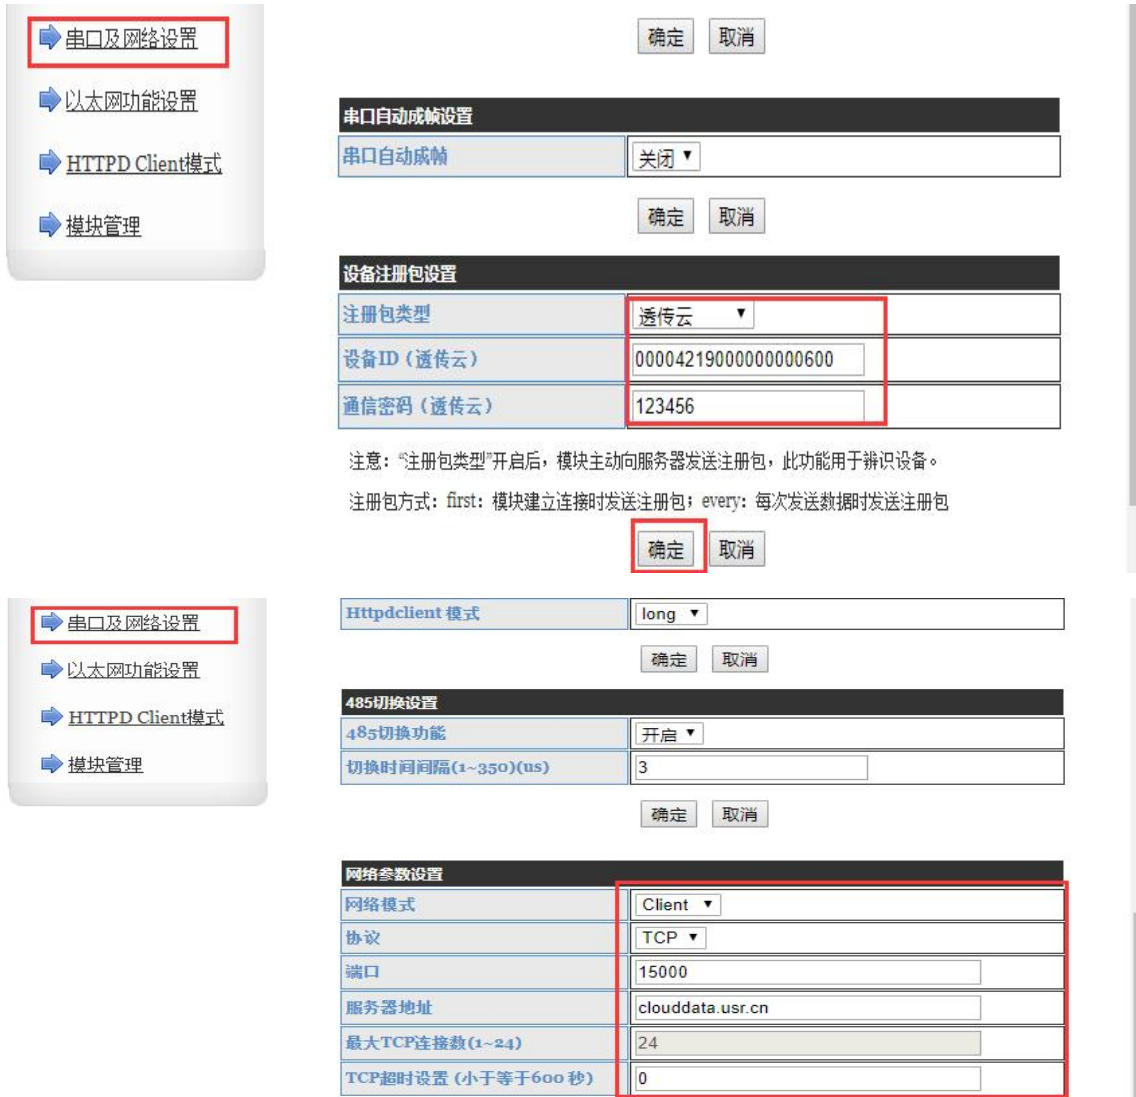 串口及网络设置
以太网功能设置
HTTPD Client模式
模块管理
确定 取消
串口自动成帧设置
串口自动成帧 关闭
确定 取消
设备注册包设置
注册包类型 透传云
设备ID（透传云） 00004219000000000600
通信密码（透传云） 123456
注意：“注册包类型”开启后，模块主动向服务器发送注册包，此功能用于辨识设备。
注册包方式：first：模块建立连接时发送注册包；every：每次发送数据时发送注册包
确定 取消
串口及网络设置
以太网功能设置
HTTPD Client模式
模块管理
Httpdclient 模式 long
确定 取消
485切换设置
485切换功能 开启
切换时间间隔(1~350)(us) 3
确定 取消
网络参数设置
网络模式 Client
协议 TCP
端口 15000
服务器地址 clouddata.usr.cn
最大TCP连接数(1~24) 24
TCP超时设置 (小于等于600 秒) 0